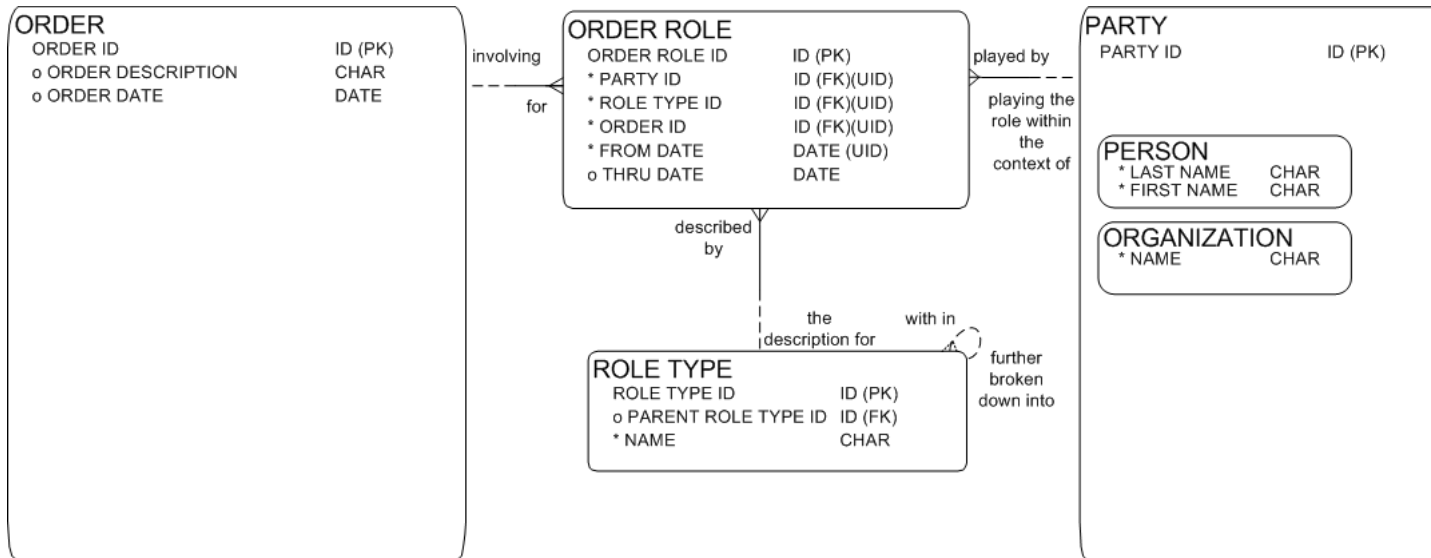 ORDER
ORDER ID ID (PK)
o ORDER DESCRIPTION CHAR
o ORDER DATE DATE
involving
for
ORDER ROLE
ORDER ROLE ID ID (PK)
* PARTY ID ID (FK)(UID)
* ROLE TYPE ID ID (FK)(UID)
* ORDER ID ID (FK)(UID)
* FROM DATE DATE (UID)
o THRU DATE DATE
played by
playing the
role within
the
context of
PARTY
PARTY ID ID (PK)
PERSON
* LAST NAME CHAR
* FIRST NAME CHAR
ORGANIZATION
* NAME CHAR
described
by
the
description for
with in
further
broken
down into
ROLE TYPE
ROLE TYPE ID ID (PK)
o PARENT ROLE TYPE ID ID (FK)
* NAME CHAR